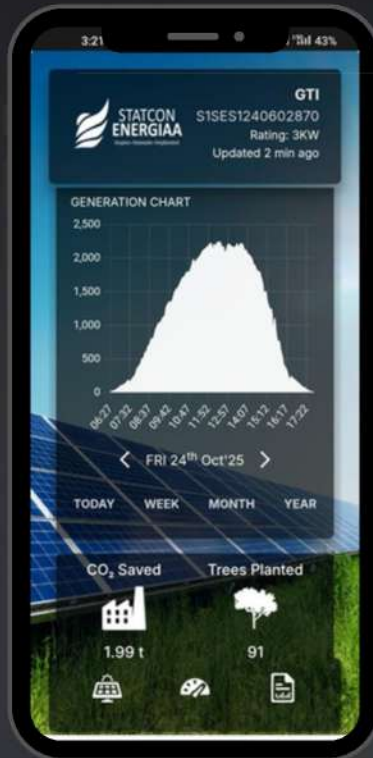 3:21
43%
STATCON
ENERGIAA
GTI
S1SES1240602870
Rating: 3KW
Updated 2 min ago
GENERATION CHART
2,500
2,000
1,500
1,000
500
0
06:27 07:32 08:37 09:42 10:47 11:52 12:57 14:07 15:12 16:17 17:22
FRI 24th Oct'25
TODAY WEEK MONTH YEAR
CO₂ Saved Trees Planted
1.99 t 91